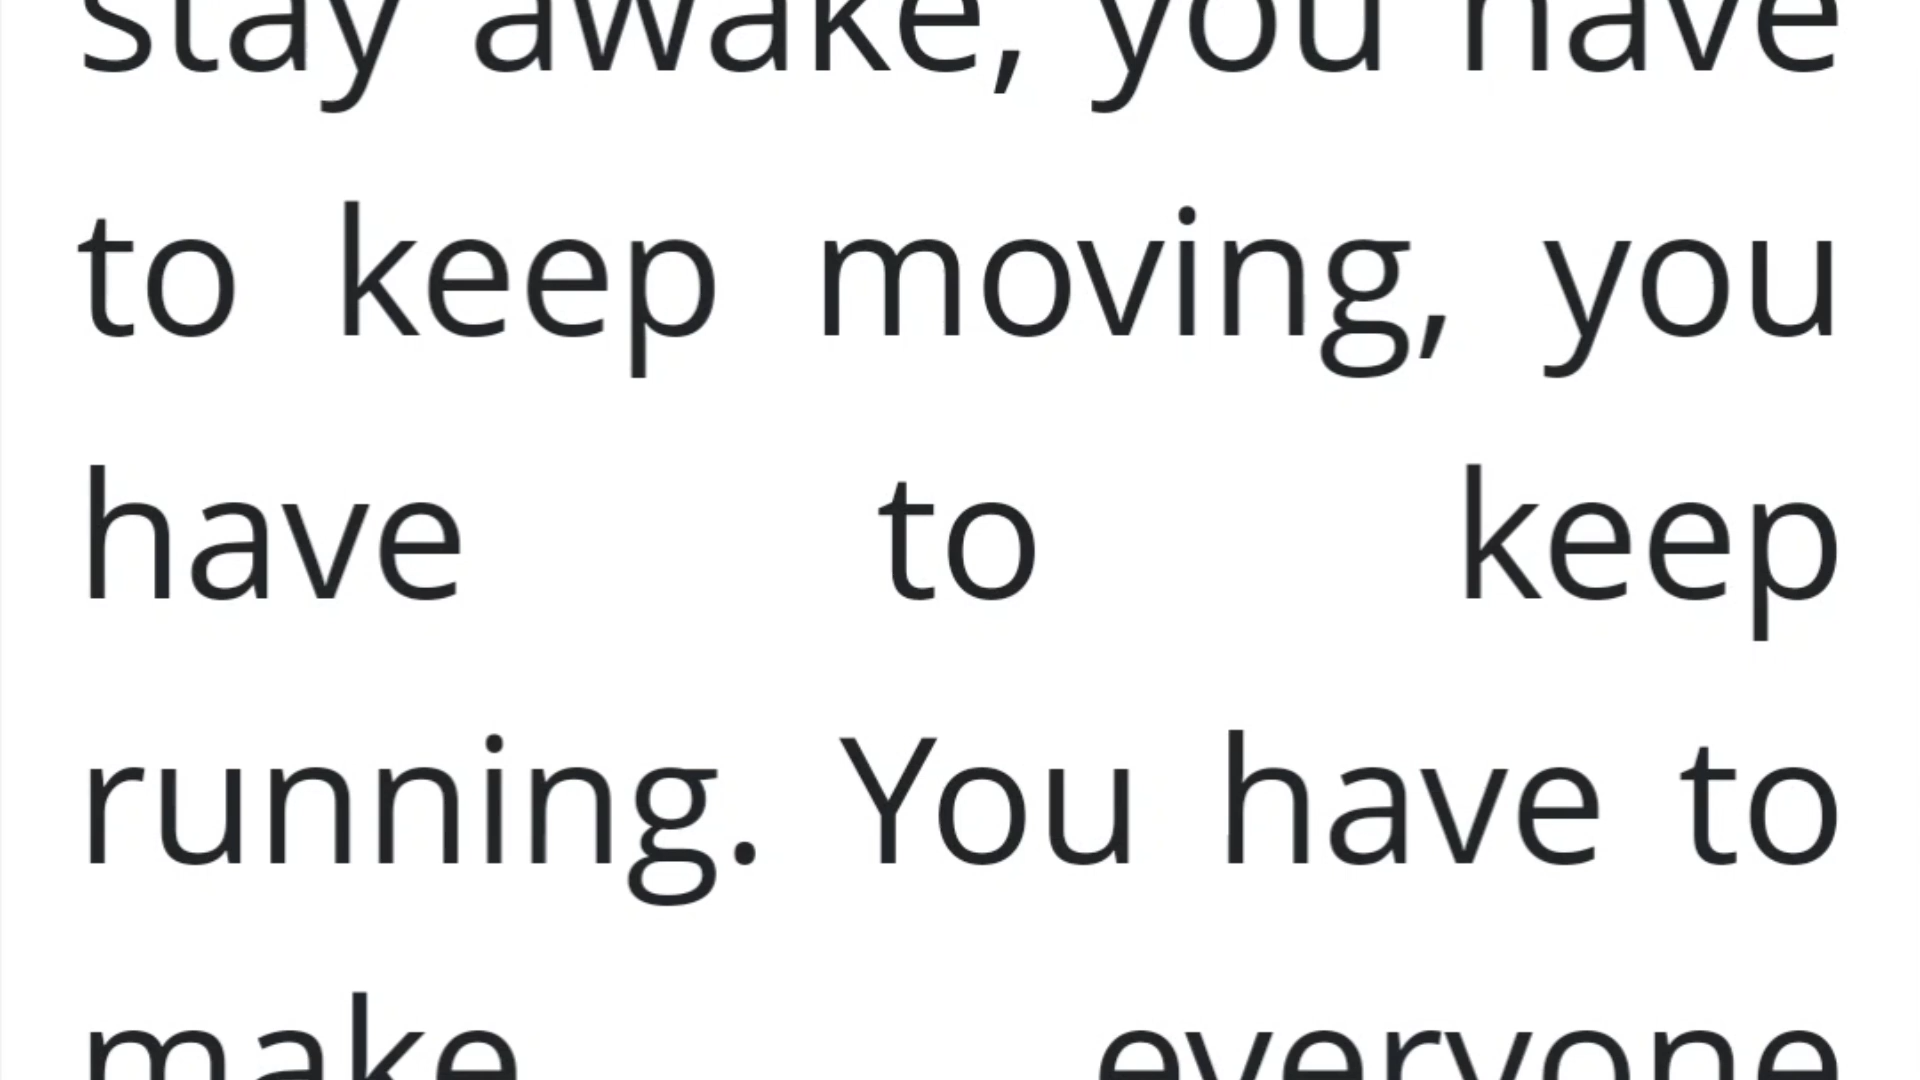 stay awake, you have
to keep moving, you
have to keep
running. You have to
make everyone